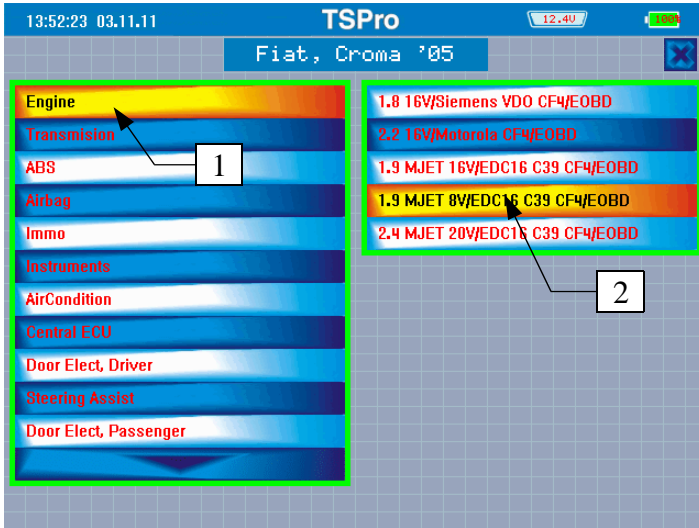 13:52:23 03.11.11 TSPro 12.4V 100%
Fiat, Croma '05
Engine
Transmision
ABS
Airbag
Immo
Instruments
AirCondition
Central ECU
Door Elect, Driver
Steering Assist
Door Elect, Passenger
1
1.8 16V/Siemens VDO CF4/EOBD
2.2 16V/Motorola CF4/EOBD
1.9 MJET 16V/EDC16 C39 CF4/EOBD
1.9 MJET 8V/EDC16 C39 CF4/EOBD
2.4 MJET 20V/EDC16 C39 CF4/EOBD
2